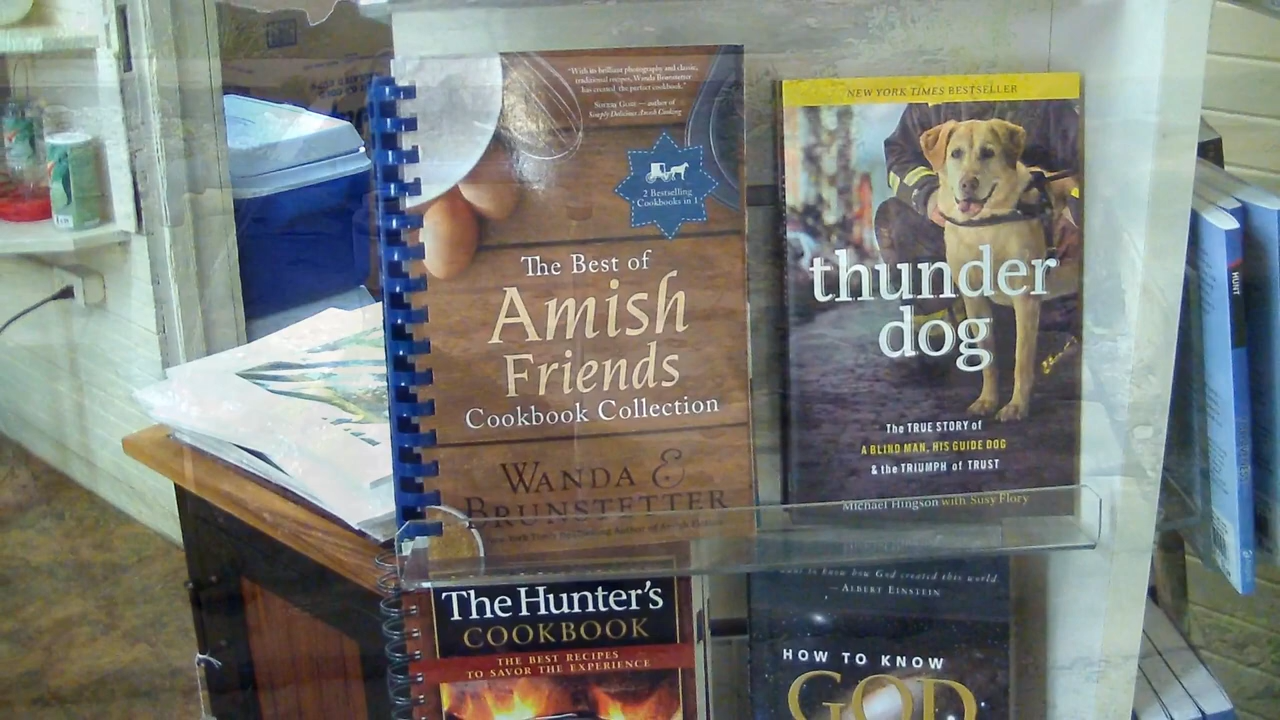 "With its brilliant photography and classic,
traditional recipes, Wanda Brunstetter
has created the perfect cookbook."
author of
Simply Delicious Amish Cooking
2 Bestselling
Cookbooks in 1
The Best of
Amish
Friends
Cookbook Collection
WANDA E
BRUNSTETTER
NEW YORK TIMES BESTSELLER
thunder
dog
The TRUE STORY of
A BLIND MAN, HIS GUIDE DOG
& the TRIUMPH of TRUST
Michael Hingson with Susy Flory
The Hunter's
COOKBOOK
THE BEST RECIPES
TO SAVOR THE EXPERIENCE
to know how God created this world.
— ALBERT EINSTEIN
HOW TO KNOW
GOD
HUNT